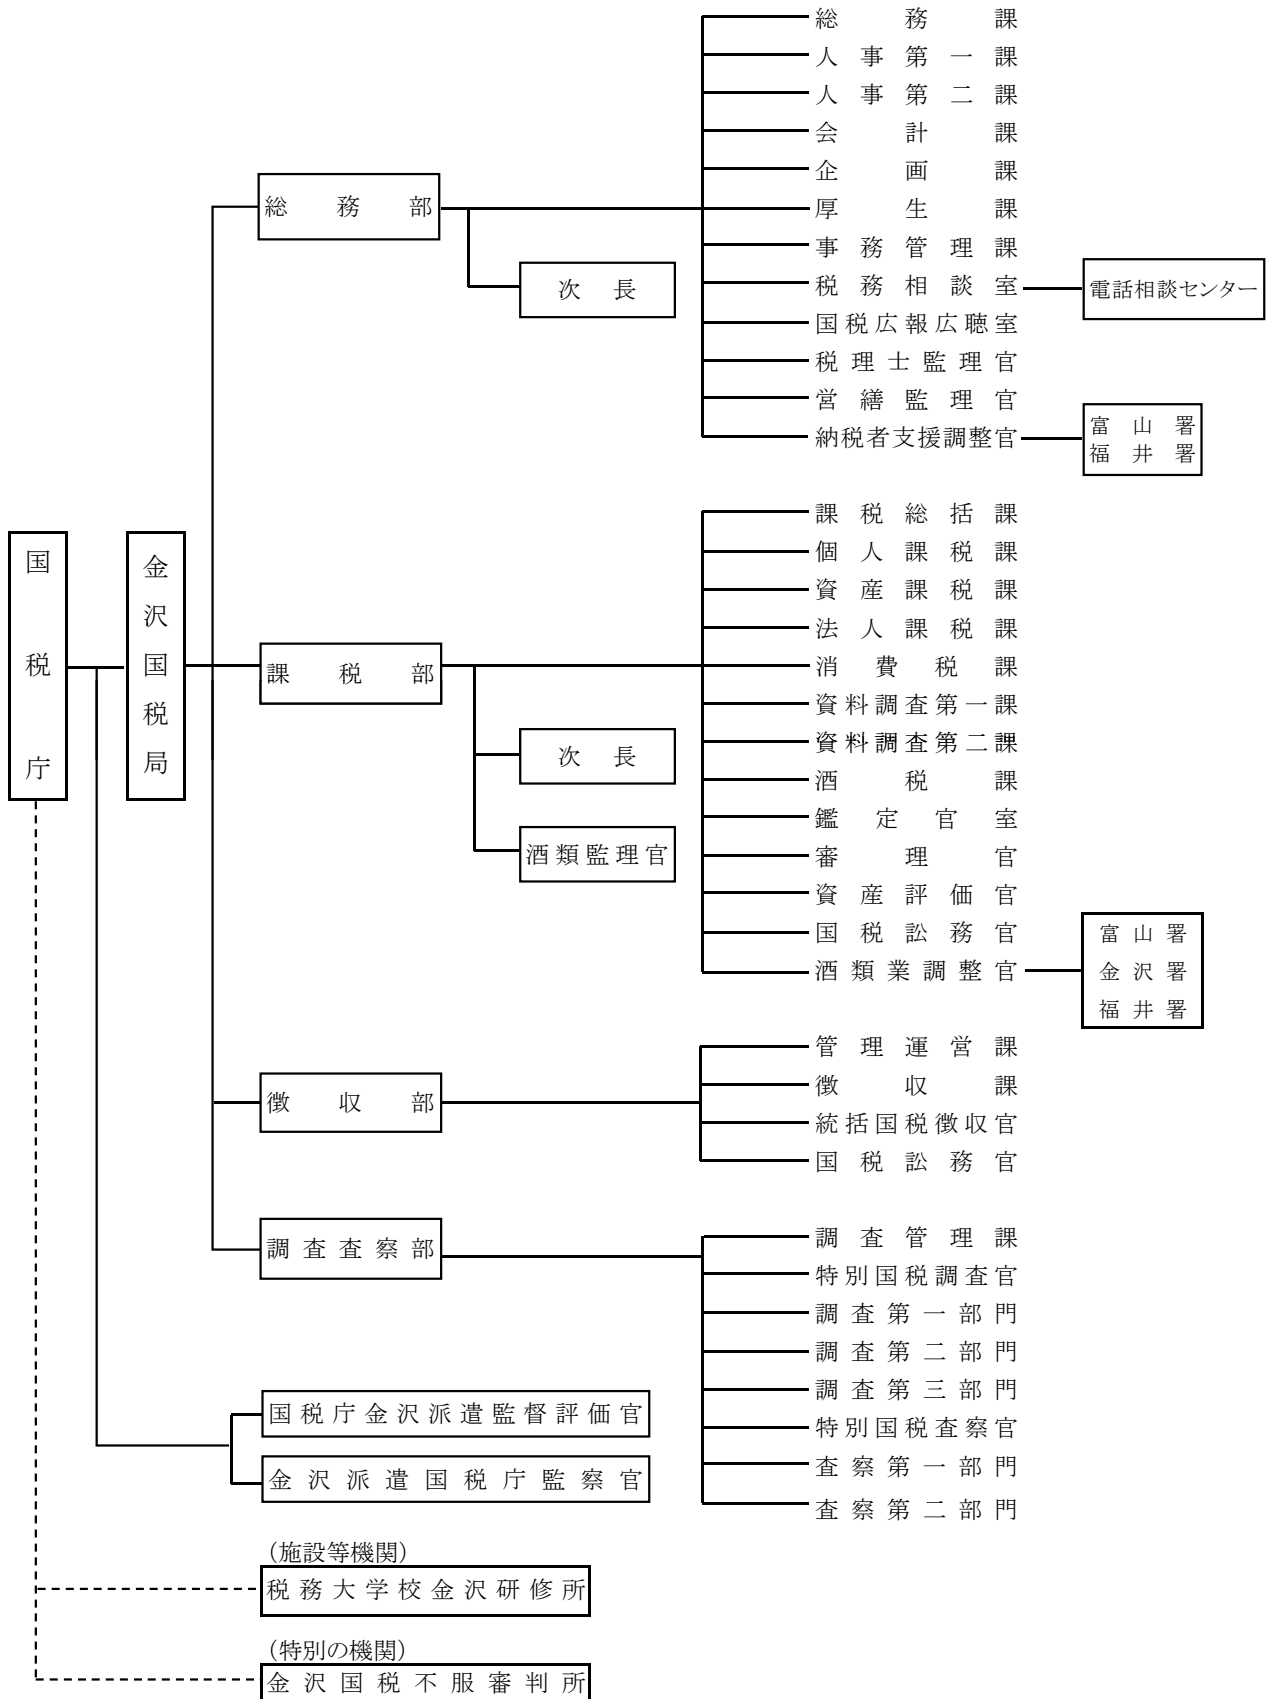 国税庁
金沢国税局
総務部
次長
総務課
人事第一課
人事第二課
会計課
企画課
厚生課
事務管理課
税務相談室
電話相談センター
国税広報広聴室
税理士監理官
営繕監理官
納税者支援調整官
富山署
福井署
課税部
次長
酒類監理官
課税総括課
個人課税課
資産課税課
法人課税課
消費税課
資料調査第一課
資料調査第二課
酒税課
鑑定官室
審理官
資産評価官
国税訟務官
酒類業調整官
富山署
金沢署
福井署
徴収部
管理運営課
徴収課
統括国税徴収官
国税訟務官
調査査察部
調査管理課
特別国税調査官
調査第一部門
調査第二部門
調査第三部門
特別国税査察官
査察第一部門
査察第二部門
国税庁金沢派遣監督評価官
金沢派遣国税庁監察官
(施設等機関)
税務大学校金沢研修所
(特別の機関)
金沢国税不服審判所